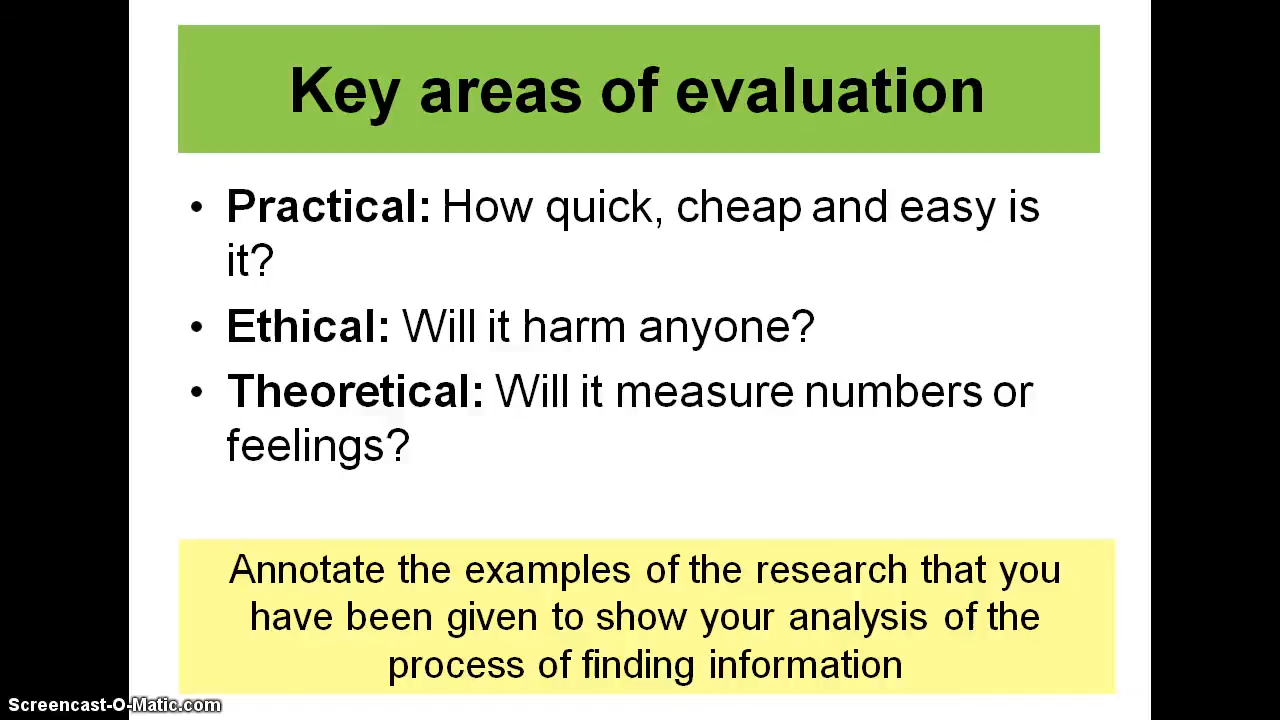 Key areas of evaluation
• Practical: How quick, cheap and easy is
it?
• Ethical: Will it harm anyone?
• Theoretical: Will it measure numbers or
feelings?
Annotate the examples of the research that you
have been given to show your analysis of the
process of finding information
Screencast-O-Matic.com